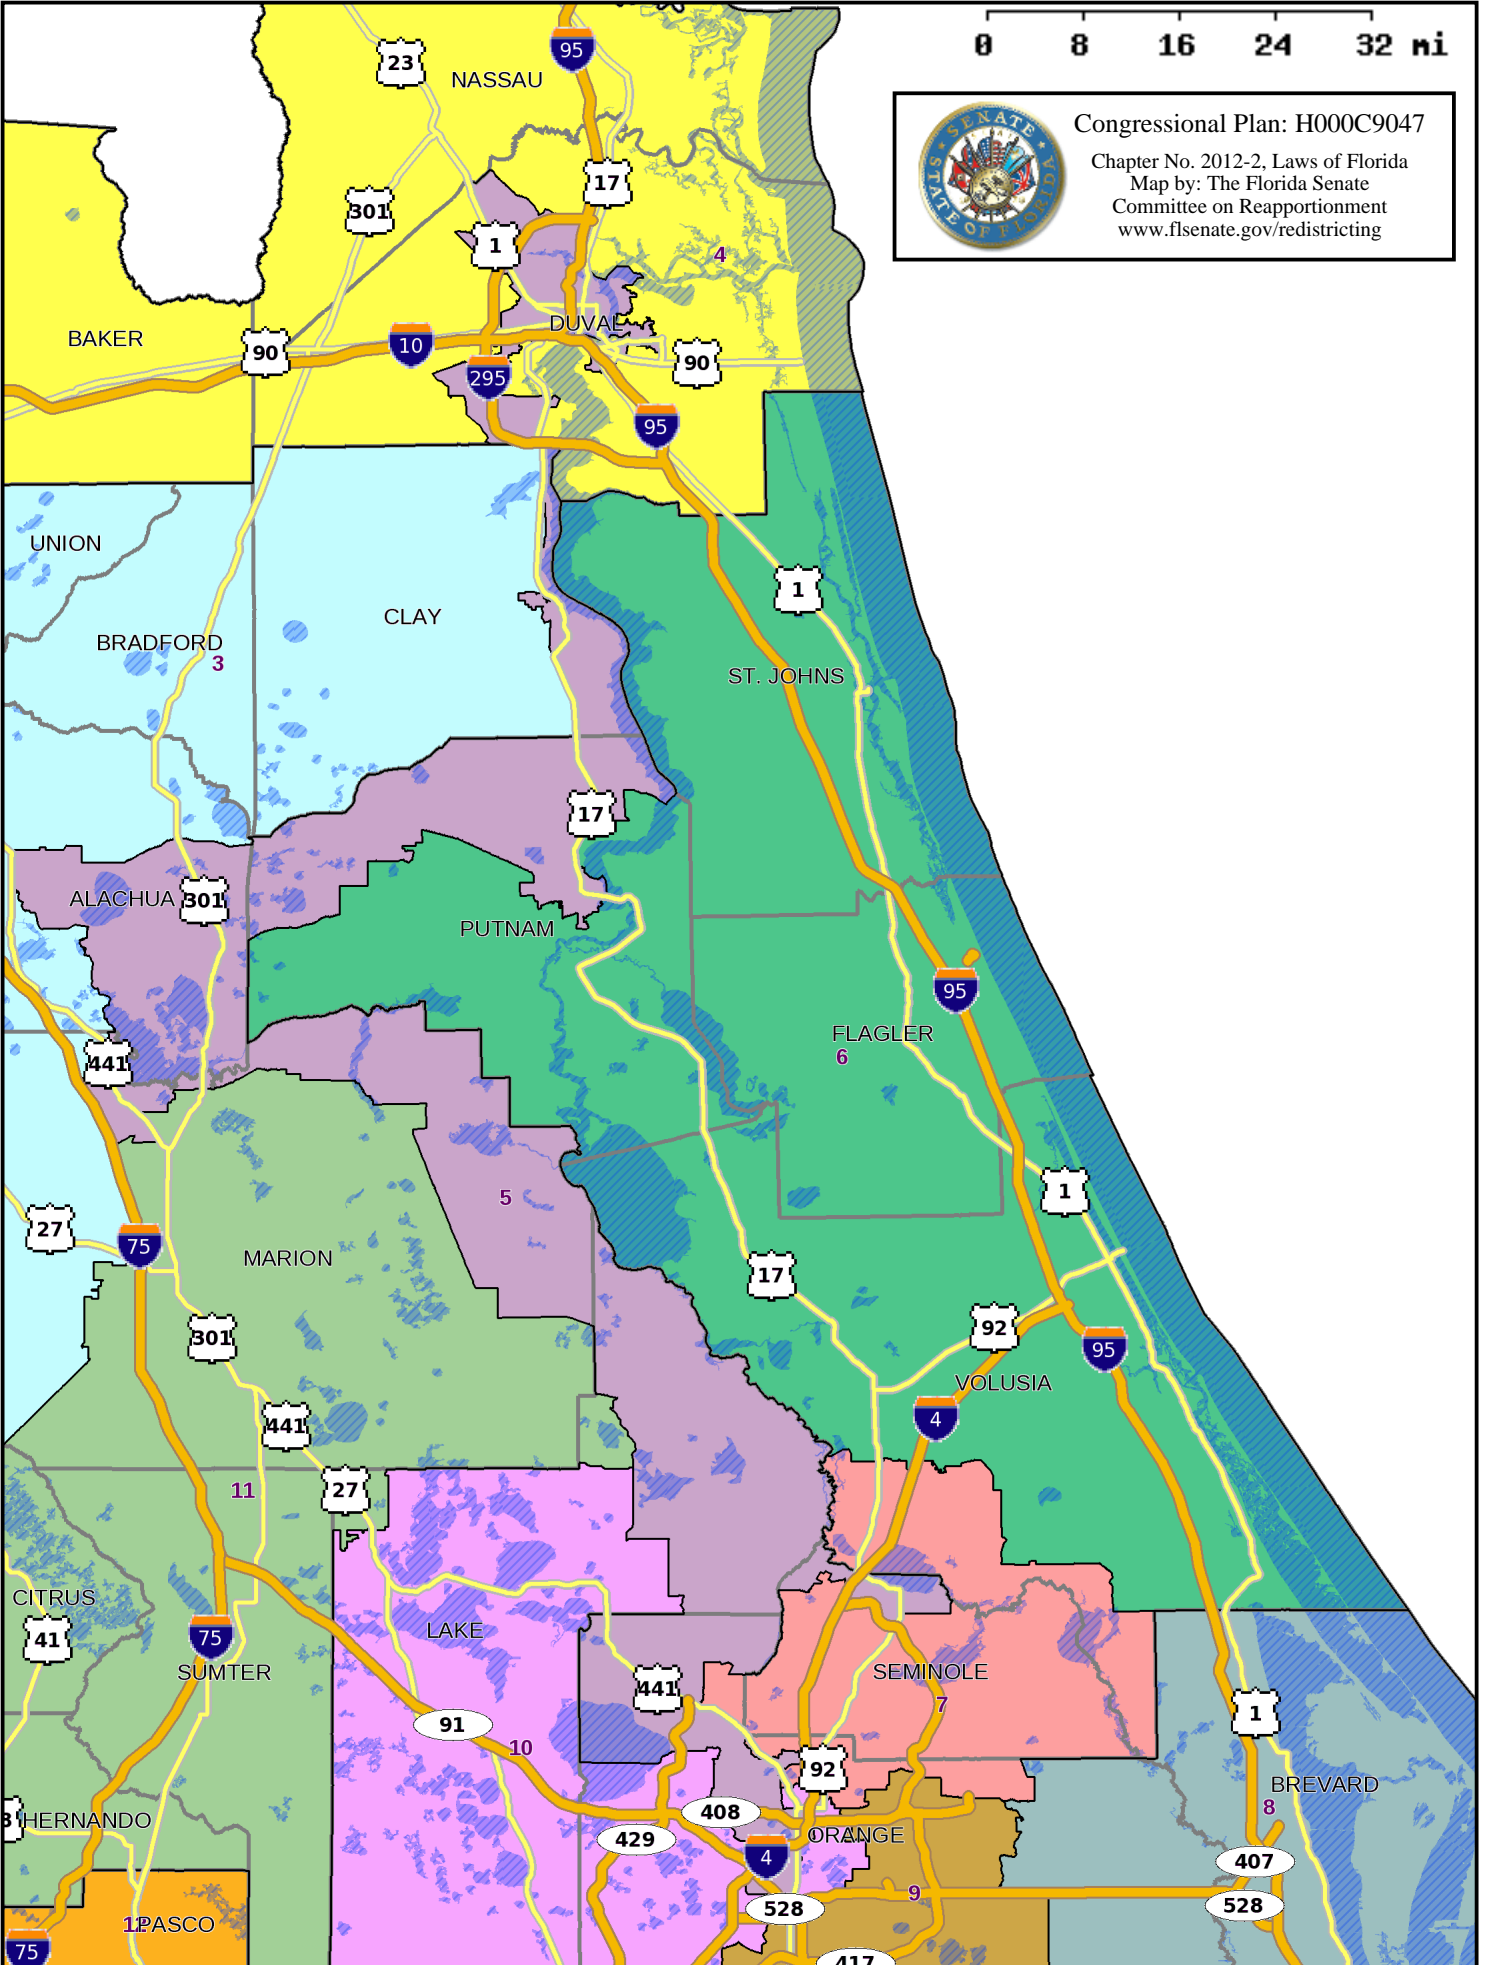 0 8 16 24 32 mi
Congressional Plan: H000C9047
Chapter No. 2012-2, Laws of Florida
Map by: The Florida Senate
Committee on Reapportionment
www.flsenate.gov/redistricting
SENATE
STATE OF FLORIDA
95
23
NASSAU
17
301
1
4
DUVAL
BAKER
10
90
90
295
95
UNION
1
CLAY
BRADFORD
3
ST. JOHNS
17
ALACHUA
301
PUTNAM
95
FLAGLER
6
441
5
1
27
75
MARION
17
301
92
95
VOLUSIA
4
441
11
27
CITRUS
41
75
LAKE
SUMTER
SEMINOLE
441
7
1
91
10
92
BREVARD
8
408
HERNANDO
3
429
ORANGE
4
407
9
528
528
12
PASCO
75
417